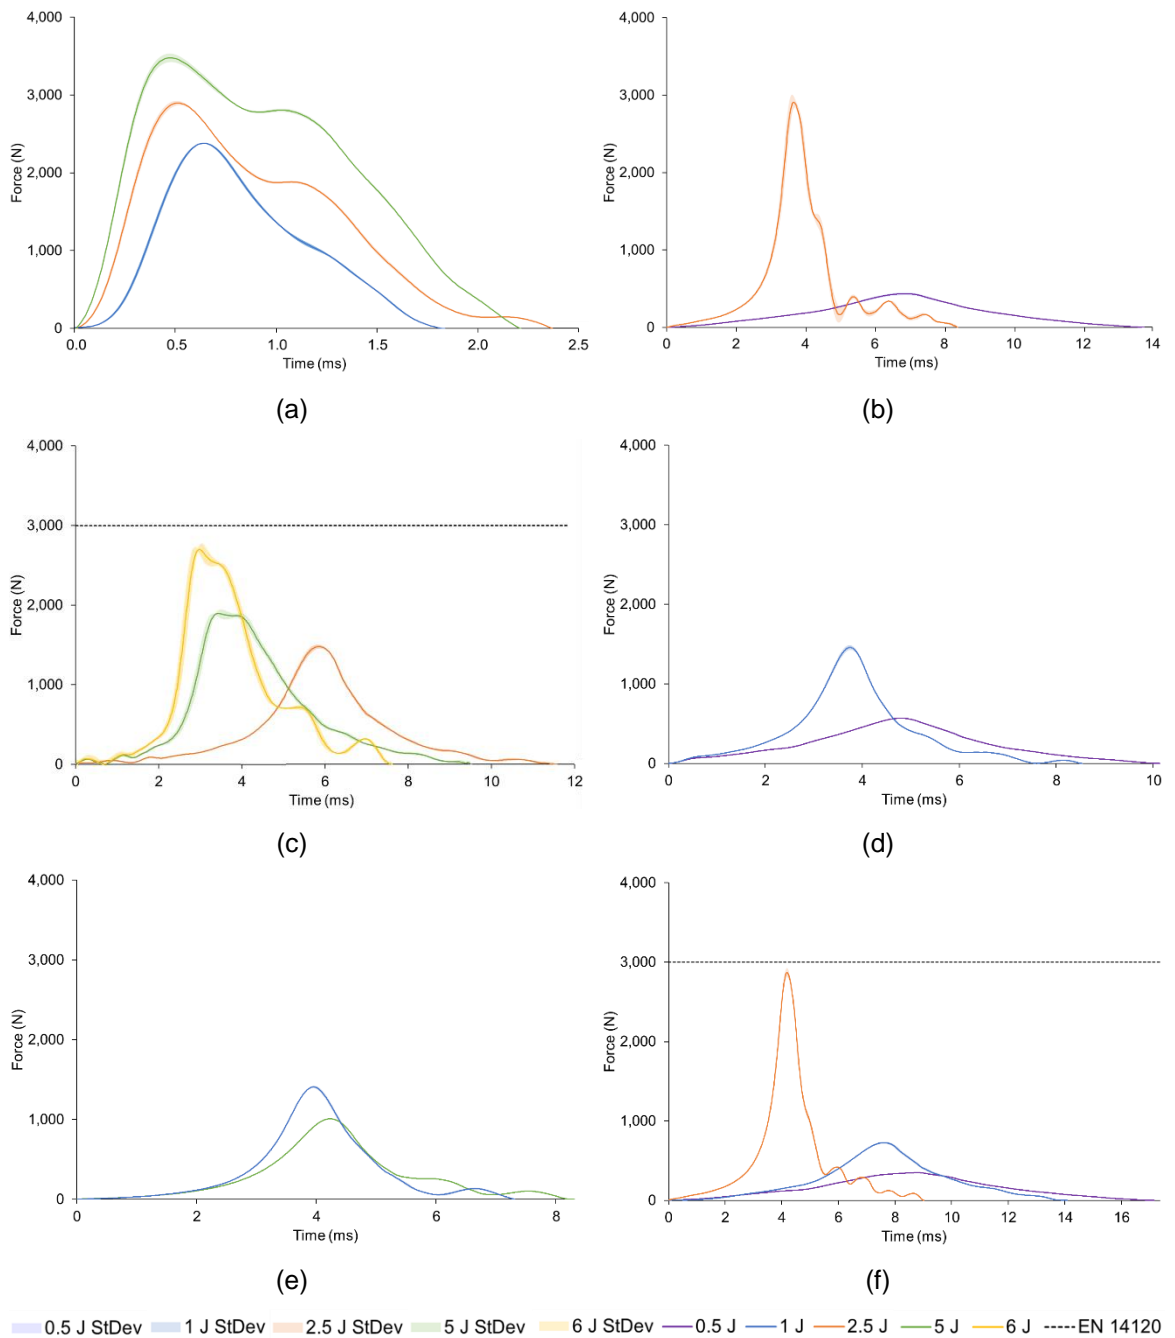 4,000
3,000
2,000
1,000
0
Force (N)
0.0 0.5 1.0 1.5 2.0 2.5
Time (ms)
(a)
4,000
3,000
2,000
1,000
0
Force (N)
0 2 4 6 8 10 12 14
Time (ms)
(b)
4,000
3,000
2,000
1,000
0
Force (N)
0 2 4 6 8 10 12
Time (ms)
(c)
4,000
3,000
2,000
1,000
0
Force (N)
0 2 4 6 8 10
Time (ms)
(d)
4,000
3,000
2,000
1,000
0
Force (N)
0 2 4 6 8
Time (ms)
(e)
4,000
3,000
2,000
1,000
0
Force (N)
0 2 4 6 8 10 12 14 16
Time (ms)
(f)
0.5 J StDev 1 J StDev 2.5 J StDev 5 J StDev 6 J StDev 0.5 J 1 J 2.5 J 5 J 6 J EN 14120